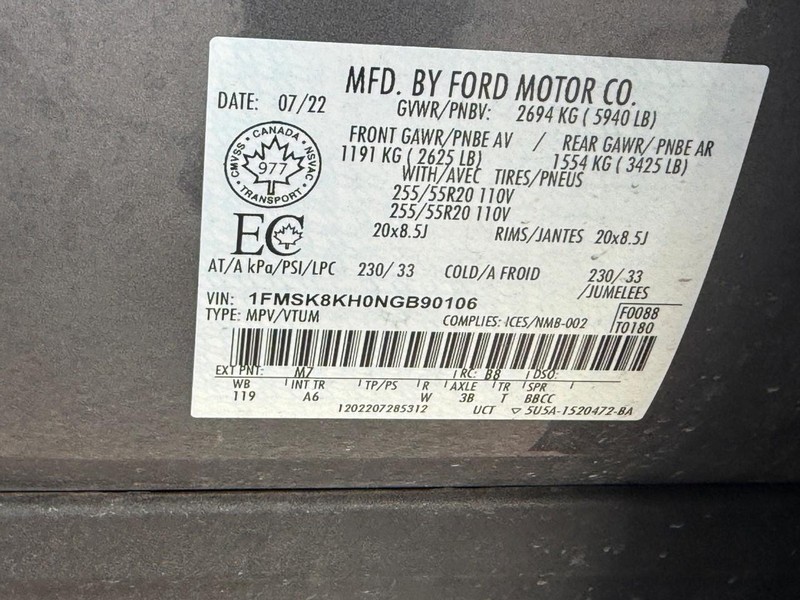 MFD. BY FORD MOTOR CO.
DATE: 07/22
GVWR/PNBV: 2694 KG ( 5940 LB)
FRONT GAWR/PNBE AV / REAR GAWR/PNBE AR
1191 KG ( 2625 LB) 1554 KG ( 3425 LB)
WITH/AVEC TIRES/PNEUS
255/55R20 110V
255/55R20 110V
20x8.5J RIMS/JANTES 20x8.5J
CANADA
CMVSS 977 NSVAC
TRANSPORT
EC
AT/A kPa/PSI/LPC 230/ 33 COLD/A FROID 230/ 33
/JUMELEES
VIN: 1FMSK8KH0NGB90106
F0088
TYPE: MPV/VTUM COMPLIES: ICES/NMB-002 T0180
EXT PNT: M7 RC: B8 DSO:
WB INT TR TP/PS R AXLE TR SPR
119 A6 W 3B T BBCC
1202207285312 UCT 5U5A-1520472-BA